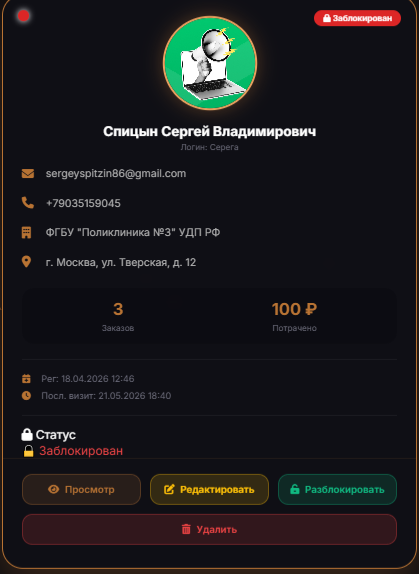 Заблокирован
Спицын Сергей Владимирович
Логин: Серега
sergeyspitzin86@gmail.com
+79035159045
ФГБУ "Поликлиника №3" УДП РФ
г. Москва, ул. Тверская, д. 12
3 100 ₽
Заказов Потрачено
Рег: 18.04.2026 12:46
Посл. визит: 21.05.2026 18:40
Статус
Заблокирован
Просмотр Редактировать Разблокировать
Удалить